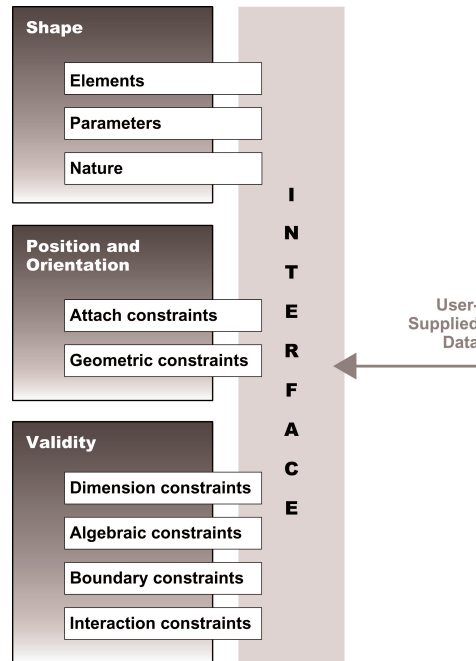 Shape
Elements
Parameters
Nature
Position and
Orientation
Attach constraints
Geometric constraints
Validity
Dimension constraints
Algebraic constraints
Boundary constraints
Interaction constraints
I
N
T
E
R
F
A
C
E
User-
Supplied
Data